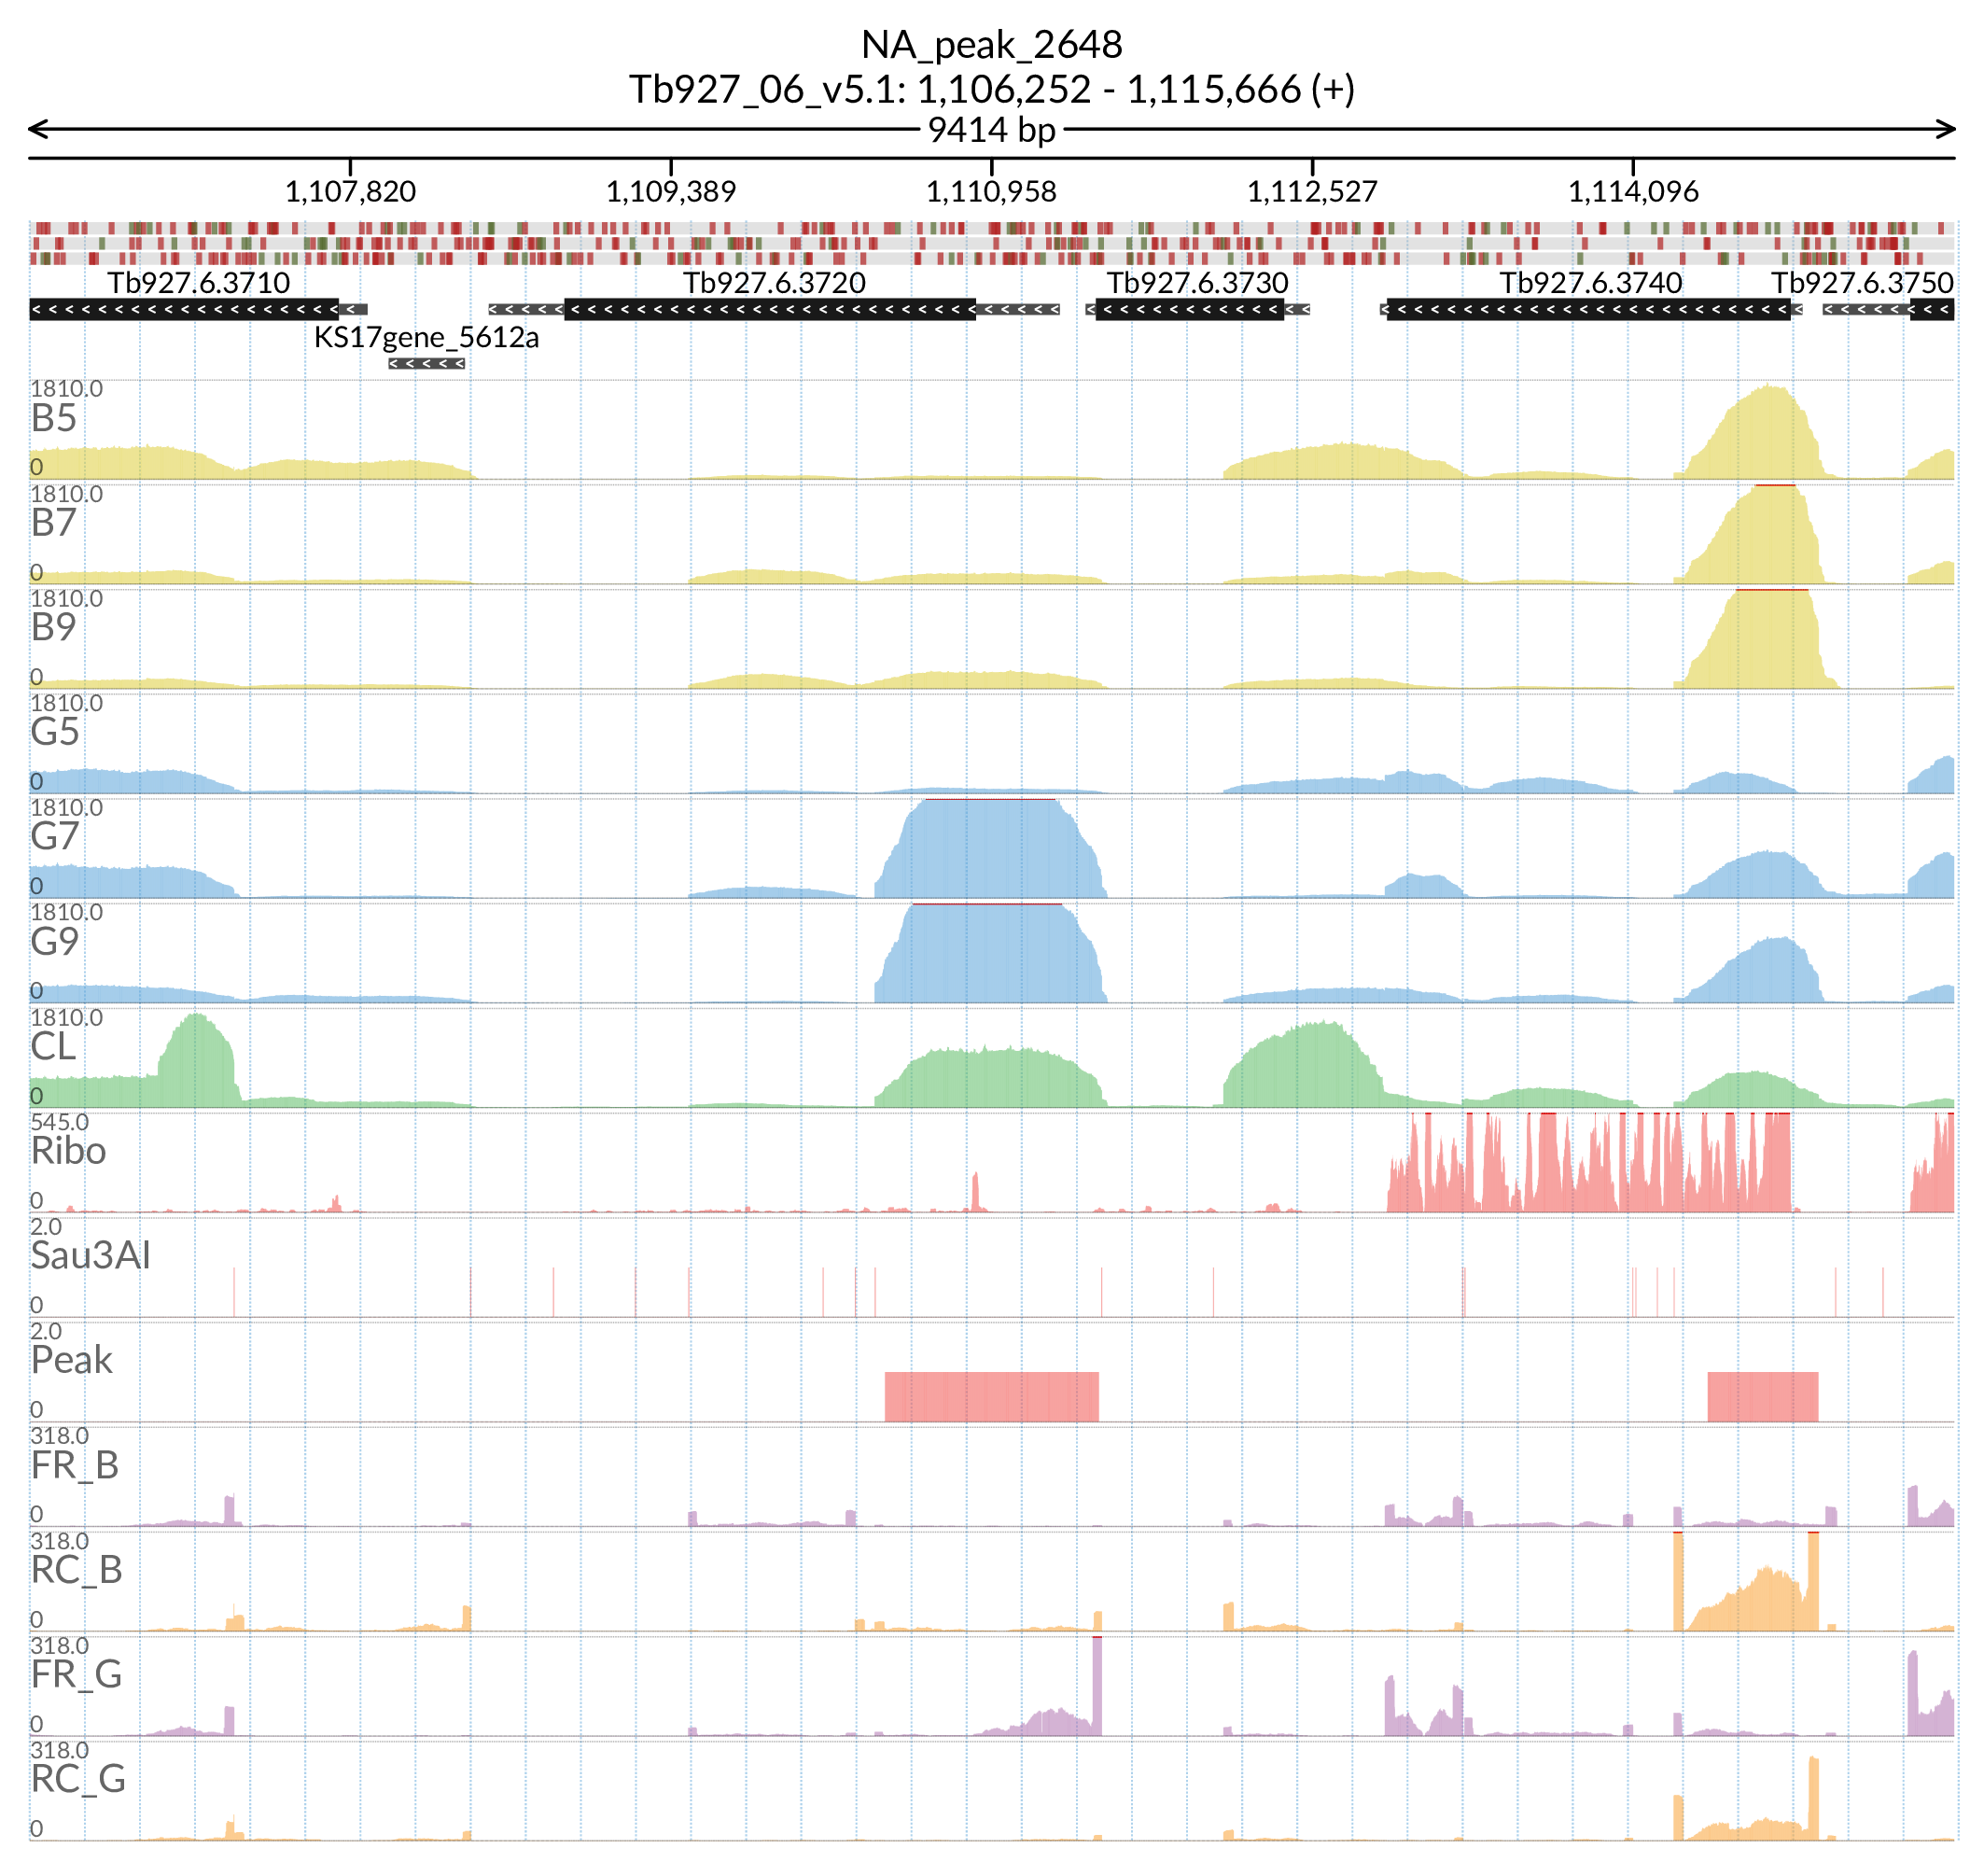 NA_peak_2648
Tb927_06_v5.1: 1,106,252 - 1,115,666 (+)
9414 bp
1,107,820 1,109,389 1,110,958 1,112,527 1,114,096
Tb927.6.3710 Tb927.6.3720 Tb927.6.3730 Tb927.6.3740 Tb927.6.3750
KS17gene_5612a
1810.0
B5
0
1810.0
B7
0
1810.0
B9
0
1810.0
G5
0
1810.0
G7
0
1810.0
G9
0
1810.0
CL
0
545.0
Ribo
0
2.0
Sau3AI
0
2.0
Peak
0
318.0
FR_B
0
318.0
RC_B
0
318.0
FR_G
0
318.0
RC_G
0